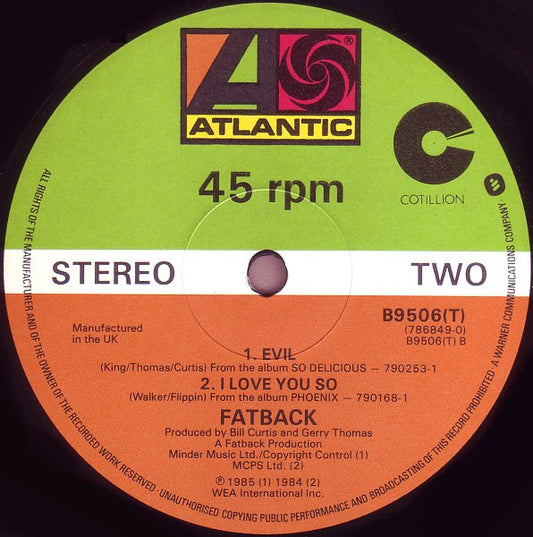 ATLANTIC
®
45 rpm
COTILLION
STEREO
TWO
Manufactured
in the UK
B9506(T)
(786849-0)
B9506(T) B
1. EVIL
(King/Thomas/Curtis) From the album SO DELICIOUS — 790253-1
2. I LOVE YOU SO
(Walker/Flippin) From the album PHOENIX — 790168-1
FATBACK
Produced by Bill Curtis and Gerry Thomas
A Fatback Production
Minder Music Ltd./Copyright Control (1)
MCPS Ltd. (2)
℗ 1985 (1) 1984 (2)
WEA International Inc.
ALL RIGHTS OF THE MANUFACTURER AND OF THE OWNER OF THE RECORDED WORK RESERVED · UNAUTHORISED COPYING PUBLIC PERFORMANCE AND BROADCASTING OF THIS RECORD PROHIBITED · A WARNER COMMUNICATIONS COMPANY ·